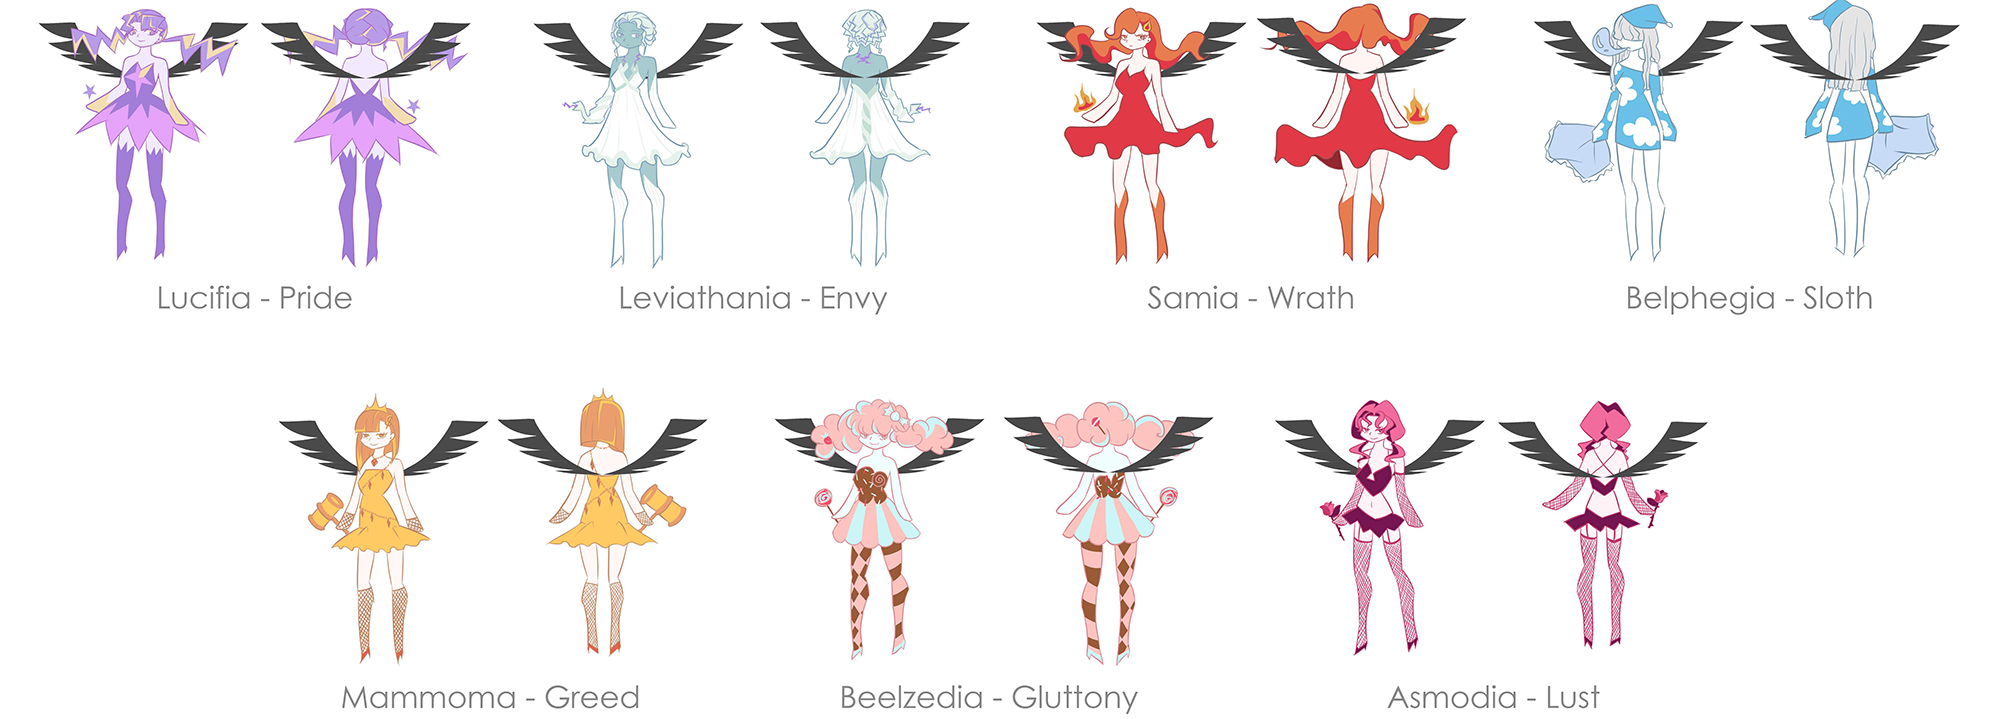 Lucifia - Pride
Leviathania - Envy
Samia - Wrath
Belphegia - Sloth
Mammoma - Greed
Beelzedia - Gluttony
Asmodia - Lust